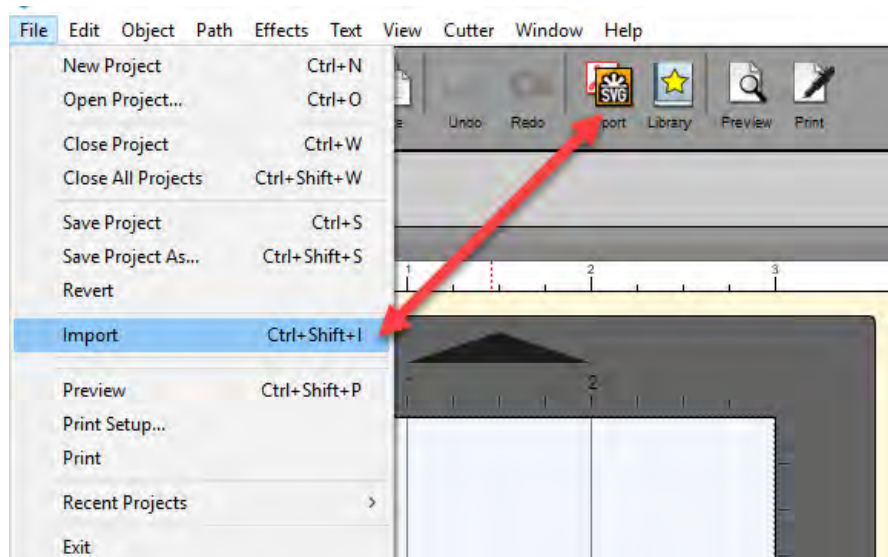 File Edit Object Path Effects Text View Cutter Window Help
New Project Ctrl+N
Open Project... Ctrl+O
Close Project Ctrl+W
Close All Projects Ctrl+Shift+W
Save Project Ctrl+S
Save Project As... Ctrl+Shift+S
Revert
Import Ctrl+Shift+I
Preview Ctrl+Shift+P
Print Setup...
Print
Recent Projects >
Exit
SVG
Undo Redo port Library Preview Print
1 2 3
2